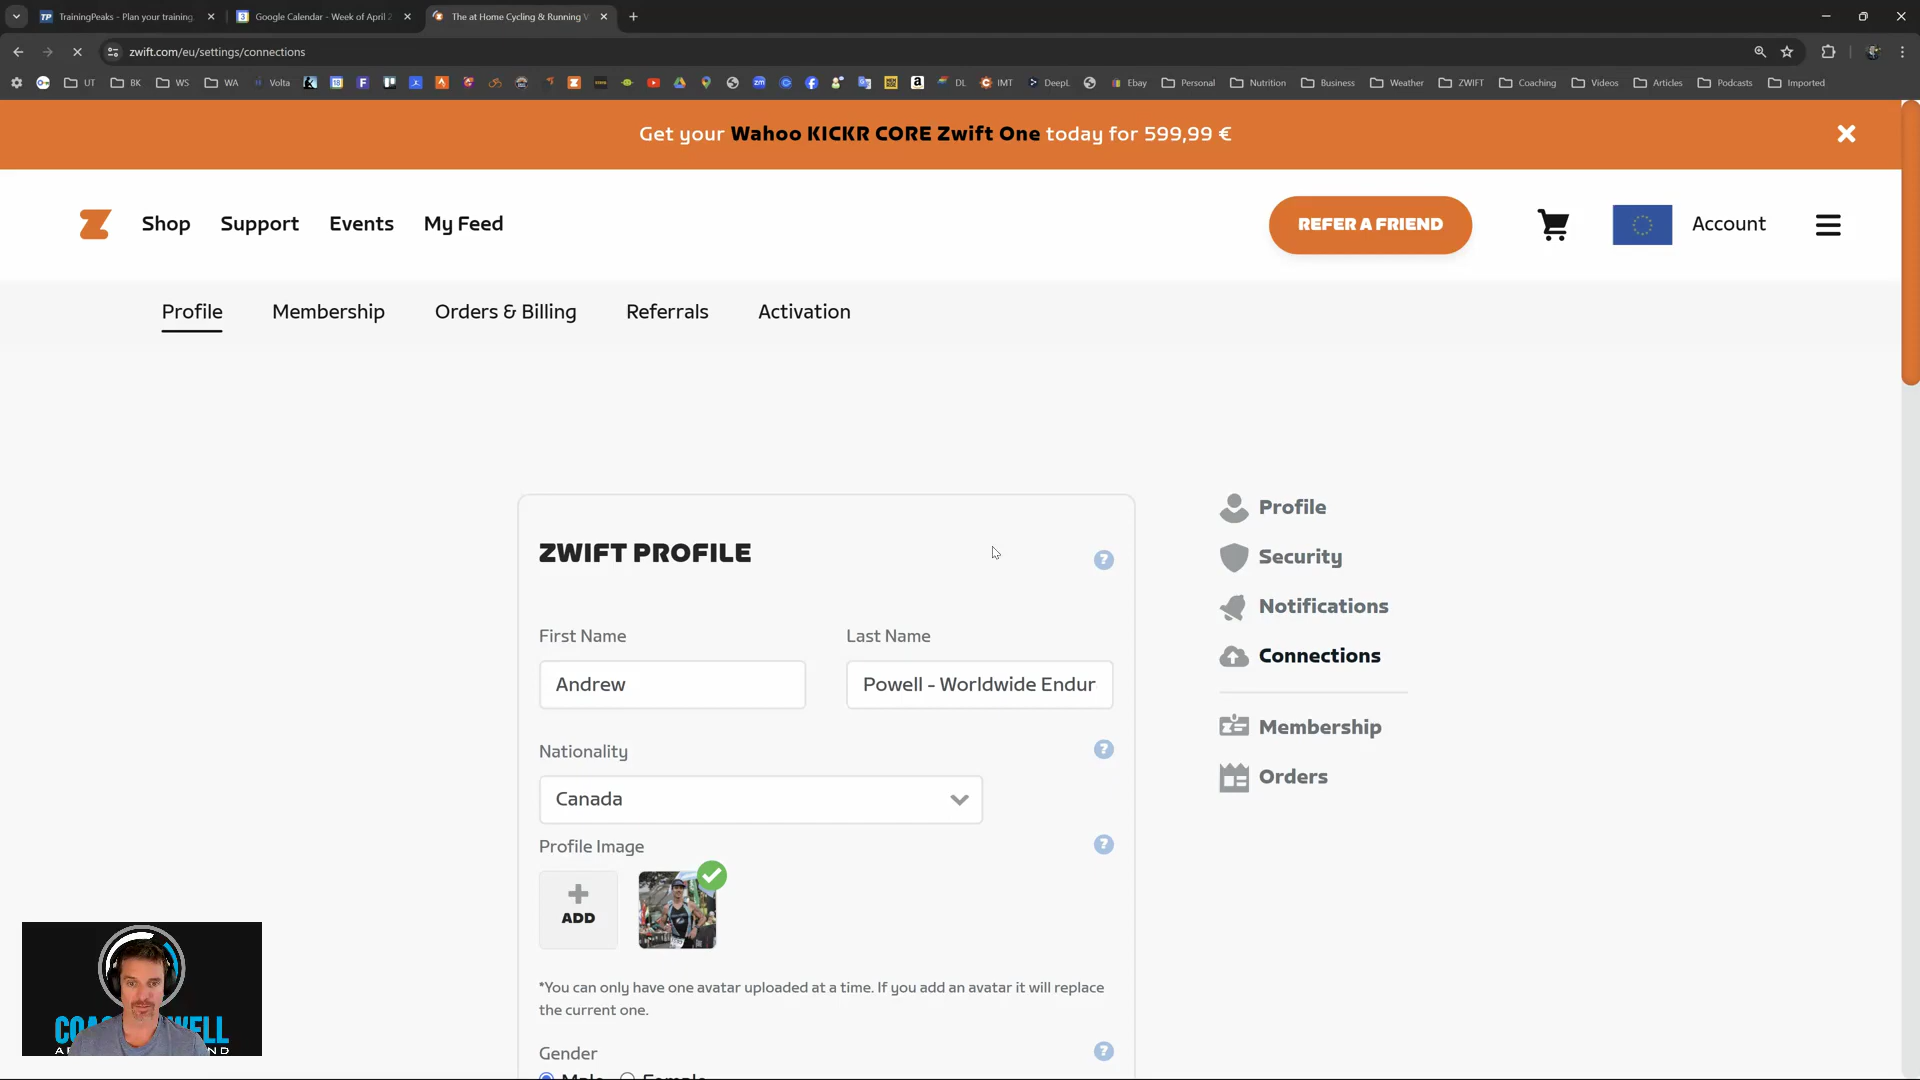 TrainingPeaks - Plan your training,
Google Calendar - Week of April 2
The at Home Cycling & Running V
zwift.com/eu/settings/connections
UT
BK
WS
WA
Volta
DL
IMT
DeepL
Ebay
Personal
Nutrition
Business
Weather
ZWIFT
Coaching
Videos
Articles
Podcasts
Imported
Get your Wahoo KICKR CORE Zwift One today for 599,99 €
Shop
Support
Events
My Feed
REFER A FRIEND
Account
Profile
Membership
Orders & Billing
Referrals
Activation
ZWIFT PROFILE
First Name
Last Name
Andrew
Powell - Worldwide Endur
Nationality
Canada
Profile Image
ADD
*You can only have one avatar uploaded at a time. If you add an avatar it will replace
the current one.
Gender
Male
Female
Profile
Security
Notifications
Connections
Membership
Orders